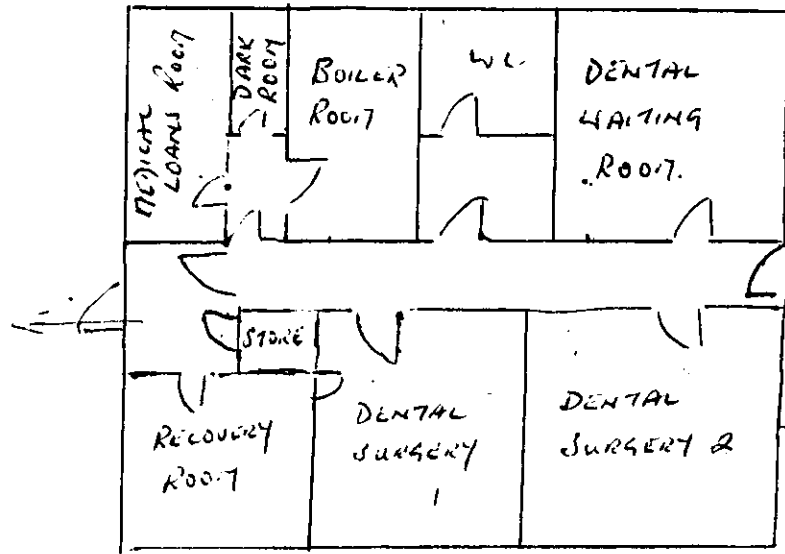 MEDICAL
LOANS ROOM
DARK
ROOM
BOILER
ROOM
W.C.
DENTAL
WAITING
ROOM.
STORE
RECOVERY
ROOM
DENTAL
SURGERY
1
DENTAL
SURGERY 2